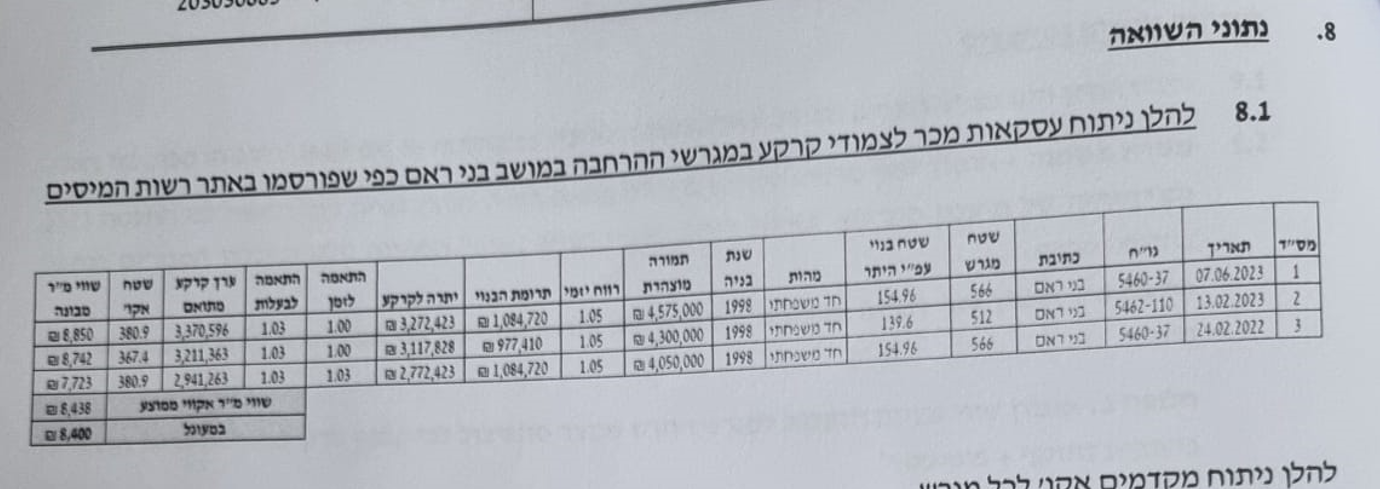 8. נתוני השוואה
8.1 להלן ניתוח עסקאות מכר לצמודי קרקע במגרשי ההרחבה במושב בני ראם כפי שפורסמו באתר רשות המיסים
מס"ד תאריך גו"ח כתובת שטח מגרש שטח בנוי עפ"י היתר מהות שנת בניה תמורה מוצהרת רווח יזמי תרומת הבנוי יתרה לקרקע התאמה לזמן התאמה לבעלות ערך קרקע מתואם שטח אקו' שווי מ"ר מבונה
1 07.06.2023 5460-37 בני ראם 566 154.96 חד משפחתי 1998 4,575,000 ₪ 1.05 1,084,720 ₪ 3,272,423 ₪ 1.00 1.03 3,370,596 380.9 8,850 ₪
2 13.02.2023 5462-110 בני ראם 512 139.6 חד משפחתי 1998 4,300,000 ₪ 1.05 977,410 ₪ 3,117,828 ₪ 1.00 1.03 3,211,363 367.4 8,742 ₪
3 24.02.2022 5460-37 בני ראם 566 154.96 חד משפחתי 1998 4,050,000 ₪ 1.05 1,084,720 ₪ 2,772,423 ₪ 1.03 1.03 2,941,263 380.9 7,723 ₪
שווי מ"ר אקווי ממוצע 8,438 ₪
במעוגל 8,400 ₪
להלן ניתוח מקדמים אקו' לכל מגרש